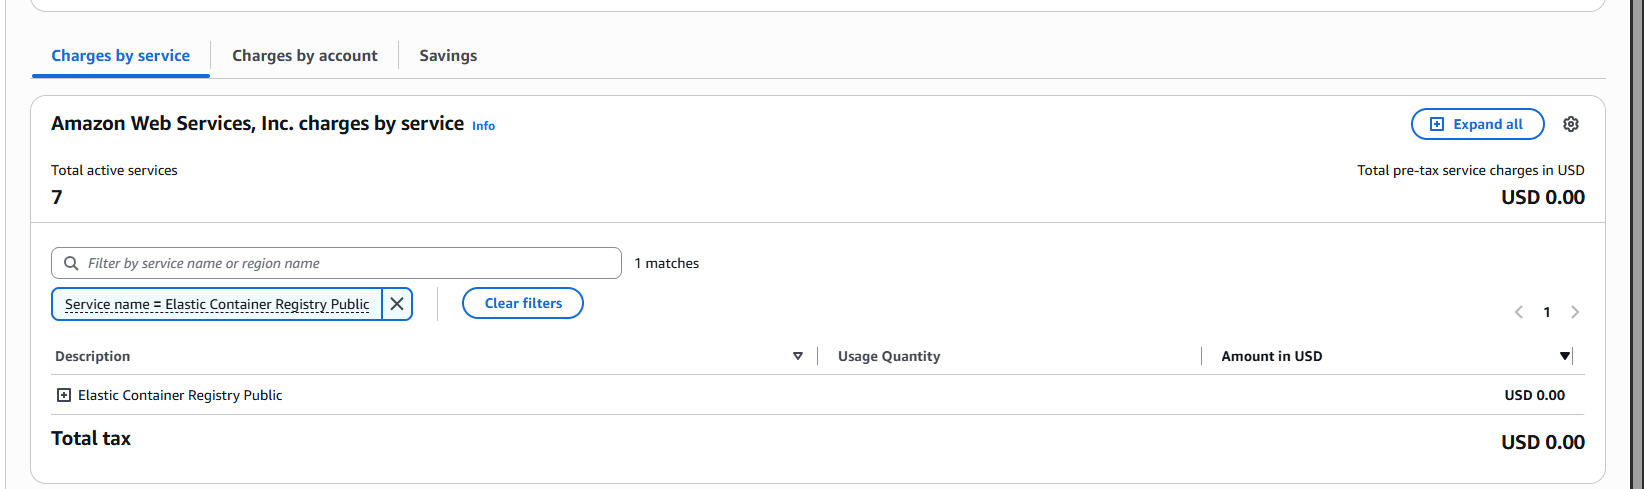 Charges by service
Charges by account
Savings
Amazon Web Services, Inc. charges by service Info
Expand all
Total active services
Total pre-tax service charges in USD
7
USD 0.00
Filter by service name or region name
1 matches
Service name = Elastic Container Registry Public
Clear filters
1
Description
Usage Quantity
Amount in USD
Elastic Container Registry Public
USD 0.00
Total tax
USD 0.00